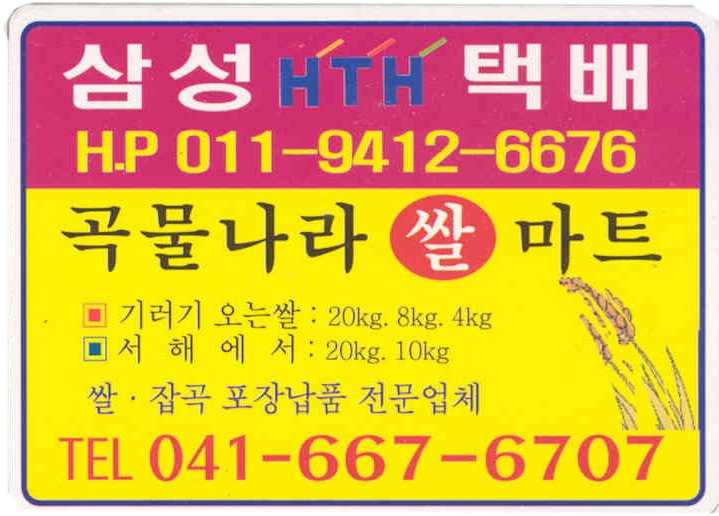 삼성 HTH 택배
H.P 011-9412-6676
곡물나라 쌀 마트
기러기 오는쌀 : 20kg. 8kg. 4kg
서 해 에 서 : 20kg. 10kg
쌀 · 잡곡 포장납품 전문업체
TEL 041-667-6707